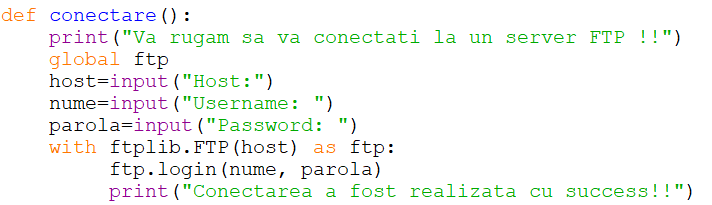 def conectare():
    print("Va rugam sa va conectati la un server FTP !!")
    global ftp
    host=input("Host:")
    nume=input("Username: ")
    parola=input("Password: ")
    with ftplib.FTP(host) as ftp:
         ftp.login(nume, parola)
         print("Conectarea a fost realizata cu success!!")